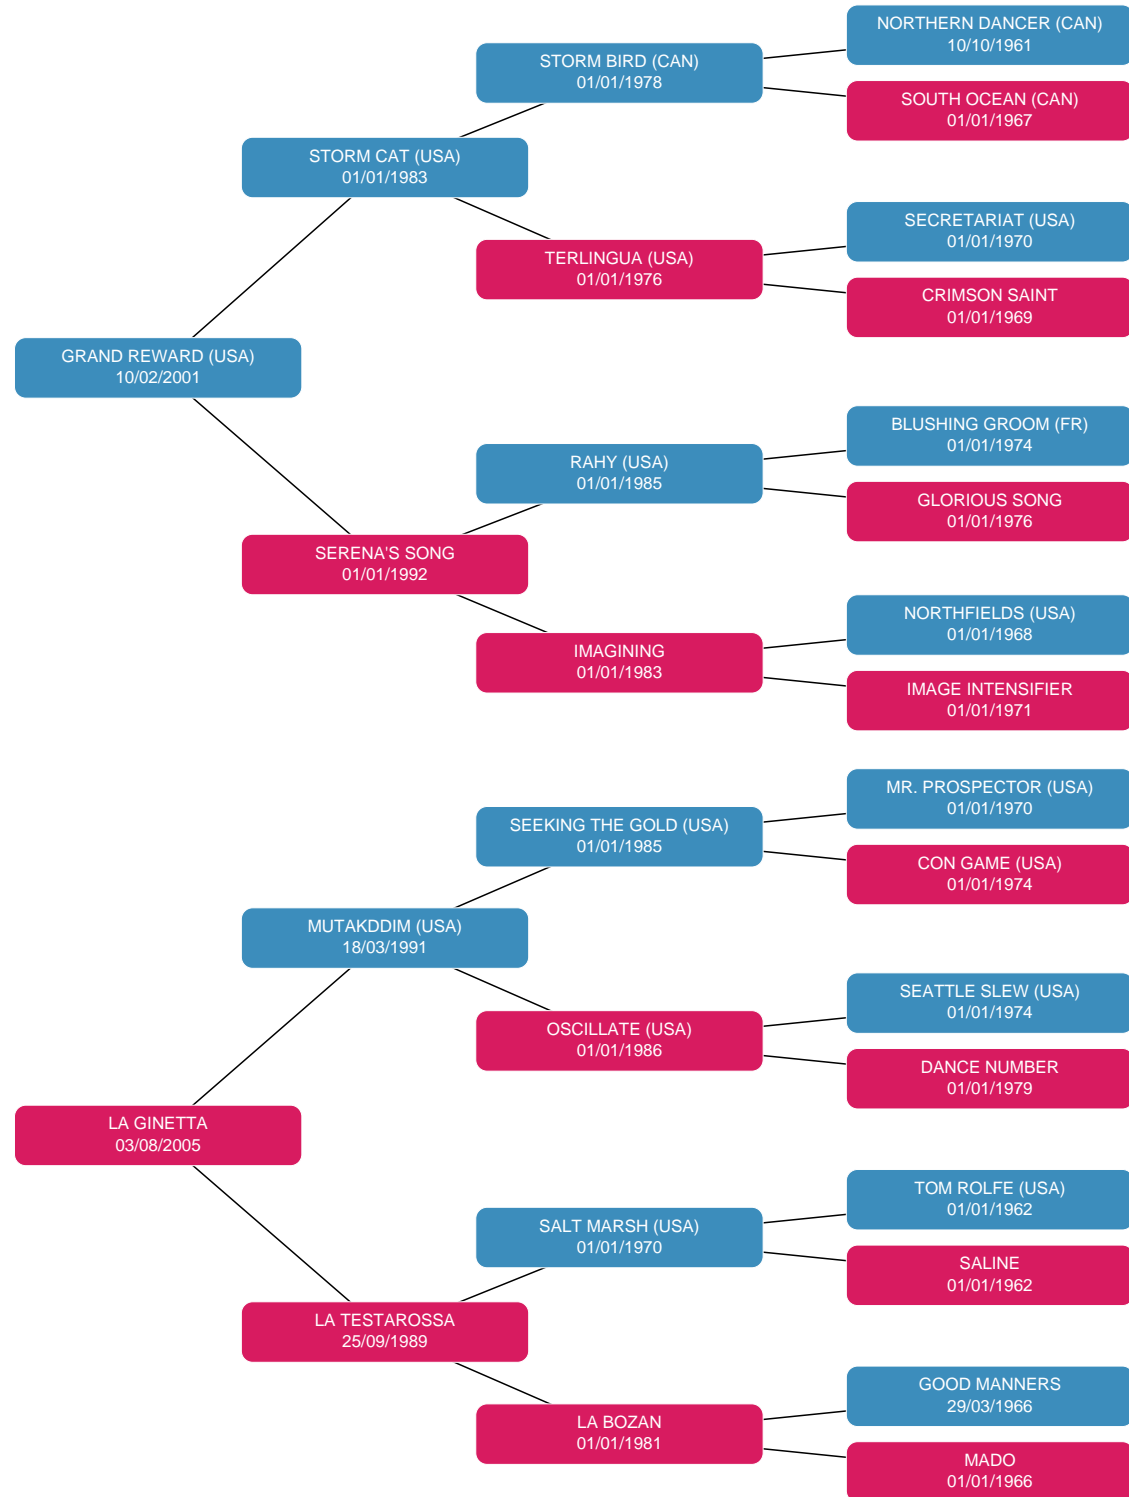 NORTHERN DANCER (CAN)
10/10/1961
STORM BIRD (CAN)
01/01/1978
SOUTH OCEAN (CAN)
01/01/1967
STORM CAT (USA)
01/01/1983
SECRETARIAT (USA)
01/01/1970
TERLINGUA (USA)
01/01/1976
CRIMSON SAINT
01/01/1969
GRAND REWARD (USA)
10/02/2001
BLUSHING GROOM (FR)
01/01/1974
RAHY (USA)
01/01/1985
GLORIOUS SONG
01/01/1976
SERENA'S SONG
01/01/1992
NORTHFIELDS (USA)
01/01/1968
IMAGINING
01/01/1983
IMAGE INTENSIFIER
01/01/1971
MR. PROSPECTOR (USA)
01/01/1970
SEEKING THE GOLD (USA)
01/01/1985
CON GAME (USA)
01/01/1974
MUTAKDDIM (USA)
18/03/1991
SEATTLE SLEW (USA)
01/01/1974
OSCILLATE (USA)
01/01/1986
DANCE NUMBER
01/01/1979
LA GINETTA
03/08/2005
TOM ROLFE (USA)
01/01/1962
SALT MARSH (USA)
01/01/1970
SALINE
01/01/1962
LA TESTAROSSA
25/09/1989
GOOD MANNERS
29/03/1966
LA BOZAN
01/01/1981
MADO
01/01/1966